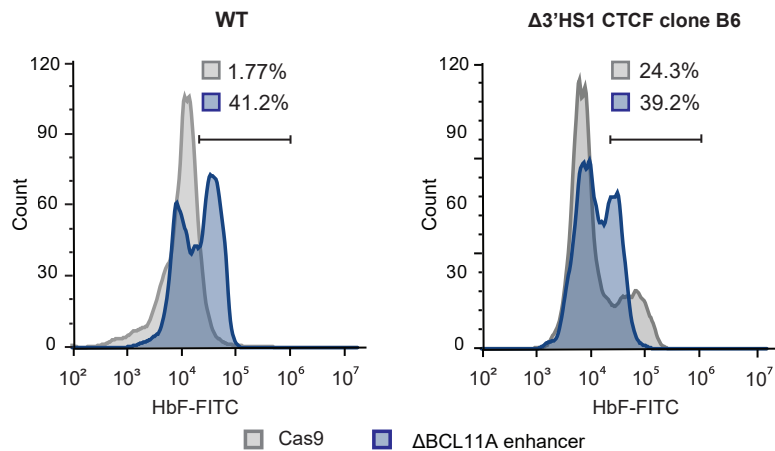 WT
1.77%
41.2%
120
90
60
30
0
Count
10² 10³ 10⁴ 10⁵ 10⁶ 10⁷
HbF-FITC
Δ3'HS1 CTCF clone B6
24.3%
39.2%
120
90
60
30
0
Count
10² 10³ 10⁴ 10⁵ 10⁶ 10⁷
HbF-FITC
Cas9
ΔBCL11A enhancer